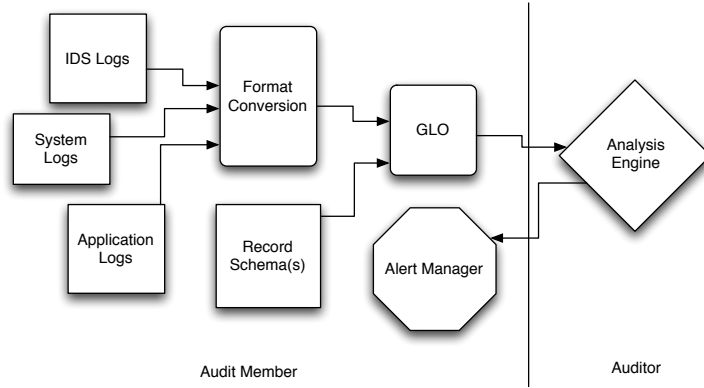 IDS Logs
System
Logs
Application
Logs
Format
Conversion
Record
Schema(s)
GLO
Alert Manager
Analysis
Engine
Audit Member
Auditor